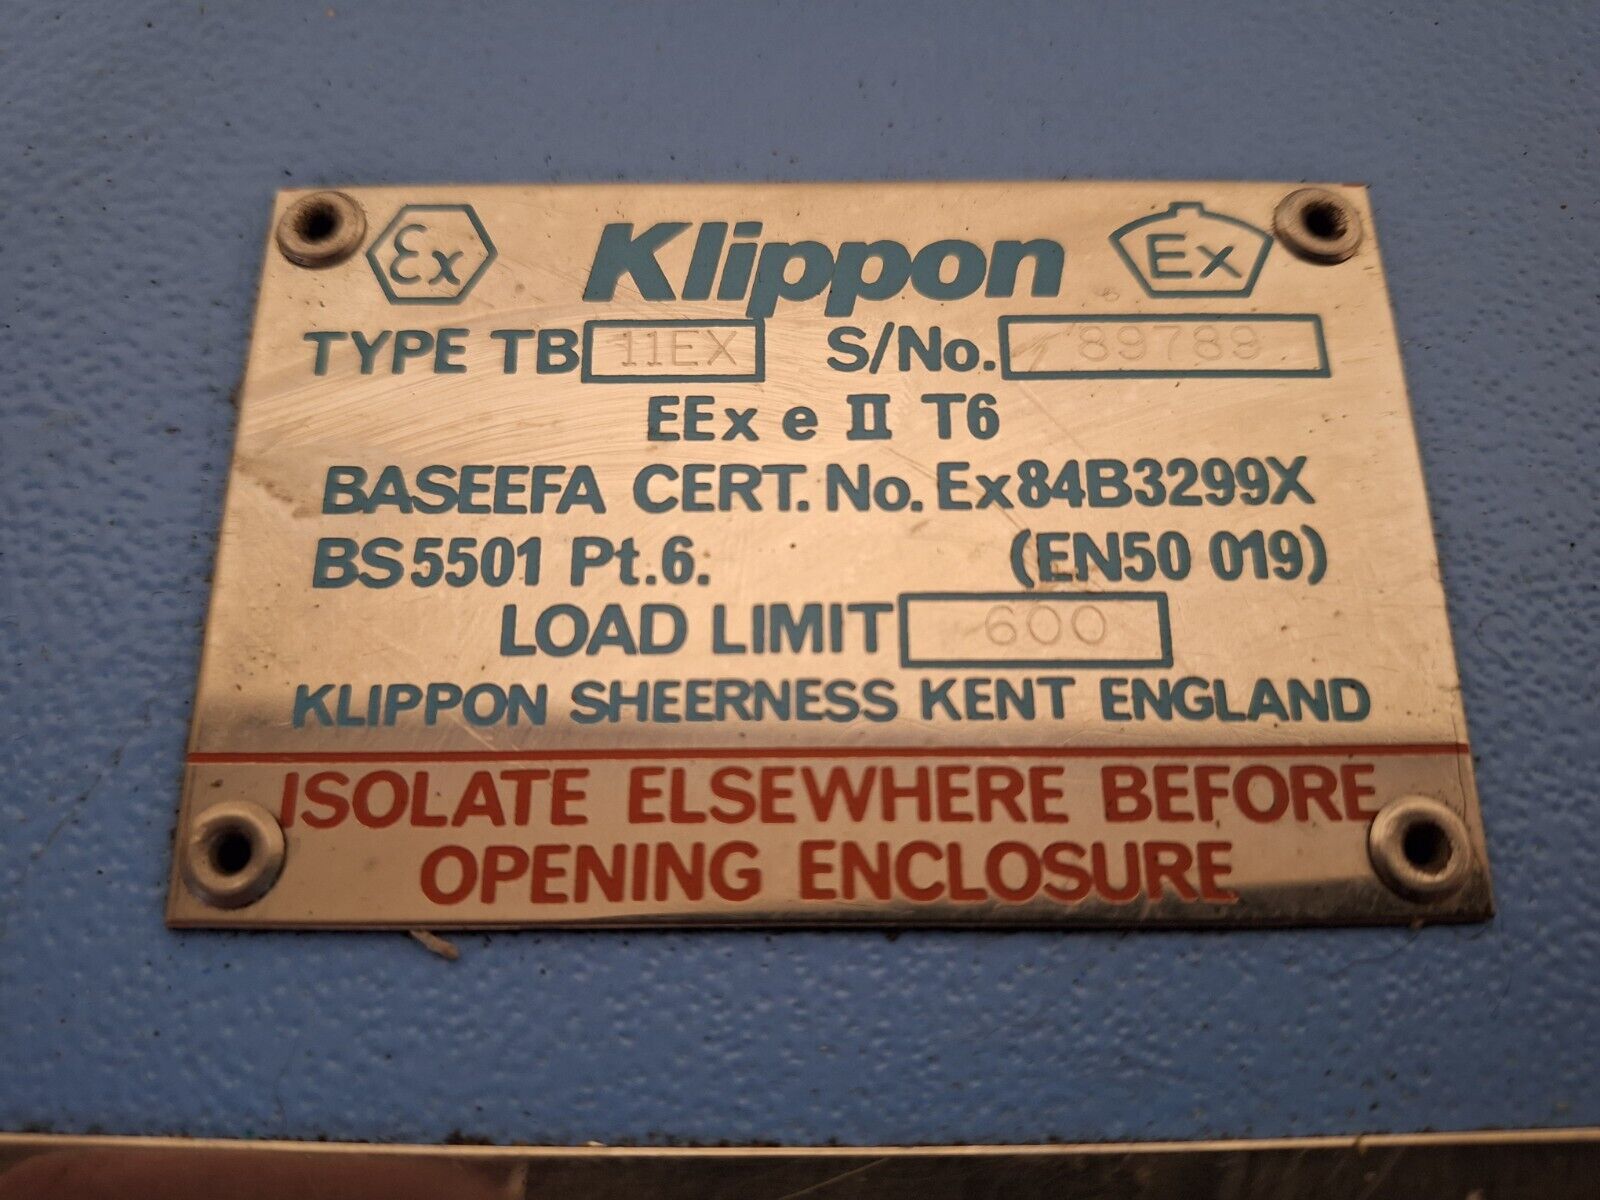 Ex Klippon Ex
TYPE TB 11EX S/No. 89789
EEx e II T6
BASEEFA CERT. No. Ex84B3299X
BS5501 Pt.6. (EN50 019)
LOAD LIMIT 600
KLIPPON SHEERNESS KENT ENGLAND
ISOLATE ELSEWHERE BEFORE
OPENING ENCLOSURE